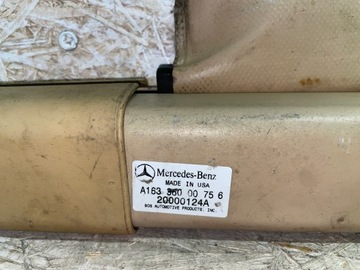 Mercedes-Benz
MADE IN USA
A163 860 00 75 6
20000124A
BOS AUTOMOTIVE PRODUCTS, INC.